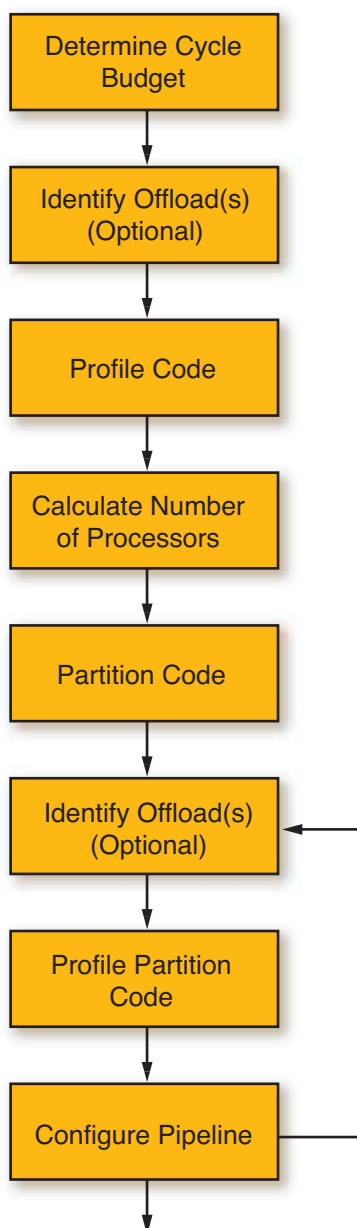 Determine Cycle
Budget
Identify Offload(s)
(Optional)
Profile Code
Calculate Number
of Processors
Partition Code
Identify Offload(s)
(Optional)
Profile Partition
Code
Configure Pipeline